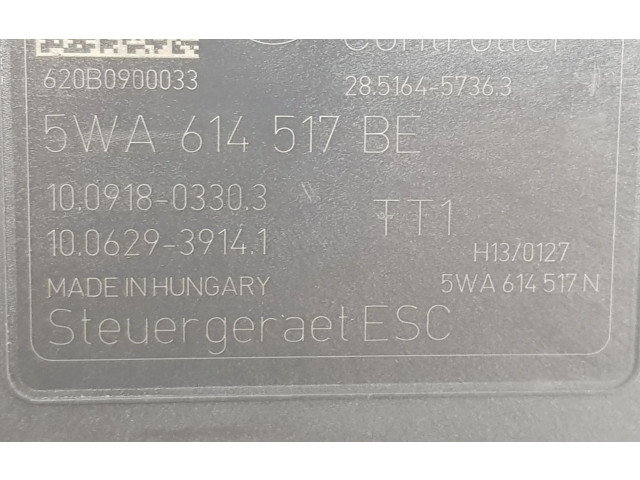 Controller
620B0900033 28.5164-5736.3
5WA 614 517 BE
10.0918-0330.3
TT1
10.0629-3914.1
H13/0127
MADE IN HUNGARY 5WA 614 517 N
Steuergeraet ESC